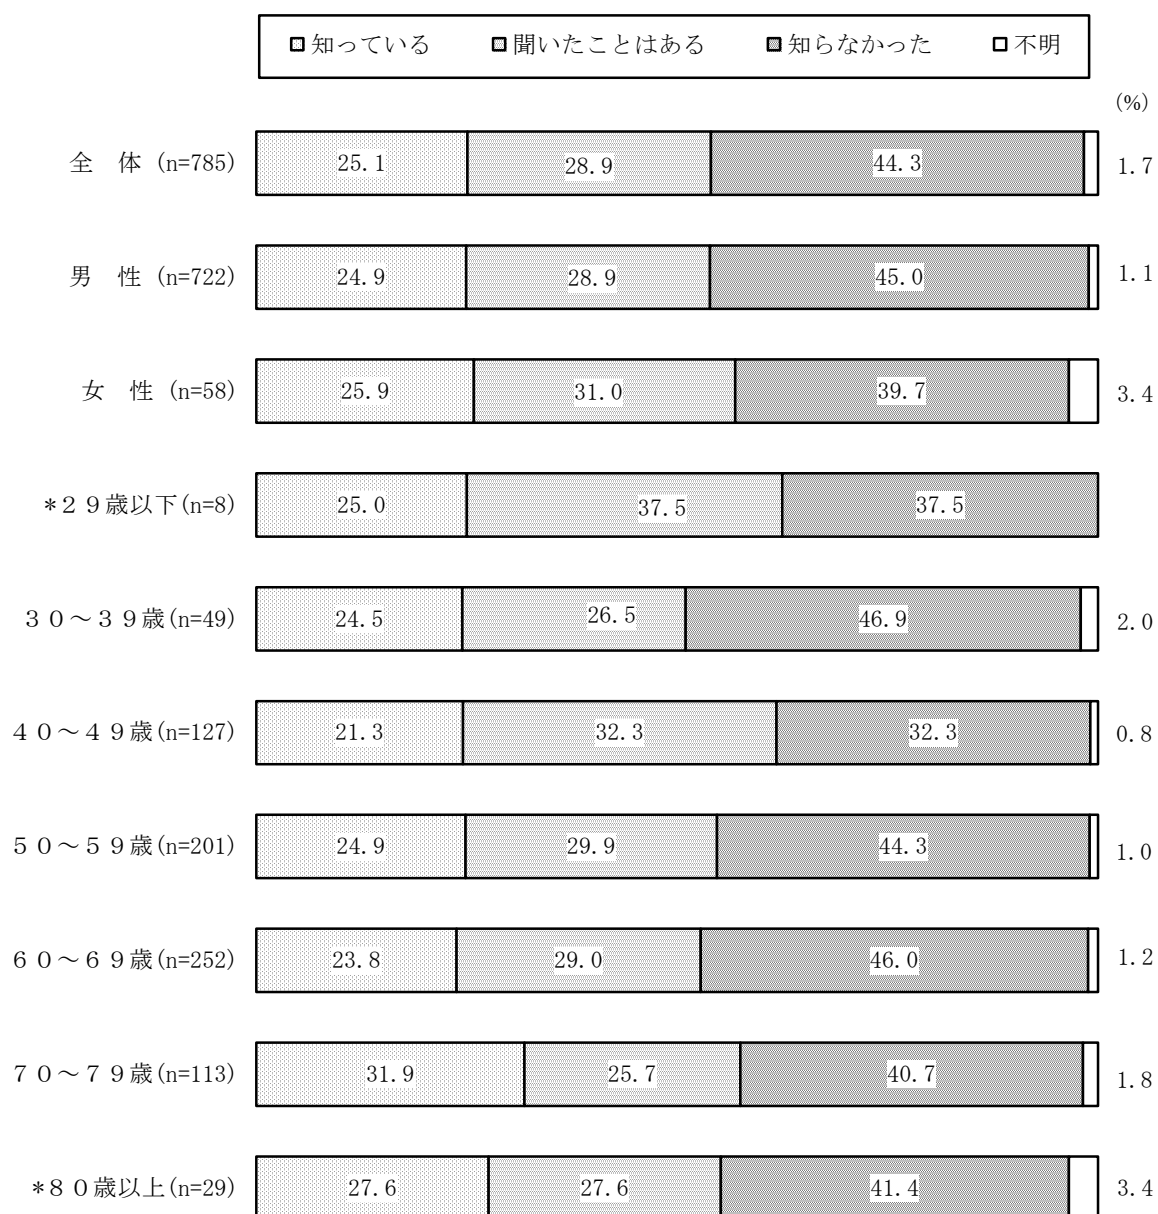 知っている 聞いたことはある 知らなかった 不明
(%)
全 体 (n=785) 25.1 28.9 44.3 1.7
男 性 (n=722) 24.9 28.9 45.0 1.1
女 性 (n=58) 25.9 31.0 39.7 3.4
*２９歳以下(n=8) 25.0 37.5 37.5
３０～３９歳(n=49) 24.5 26.5 46.9 2.0
４０～４９歳(n=127) 21.3 32.3 32.3 0.8
５０～５９歳(n=201) 24.9 29.9 44.3 1.0
６０～６９歳(n=252) 23.8 29.0 46.0 1.2
７０～７９歳(n=113) 31.9 25.7 40.7 1.8
*８０歳以上(n=29) 27.6 27.6 41.4 3.4